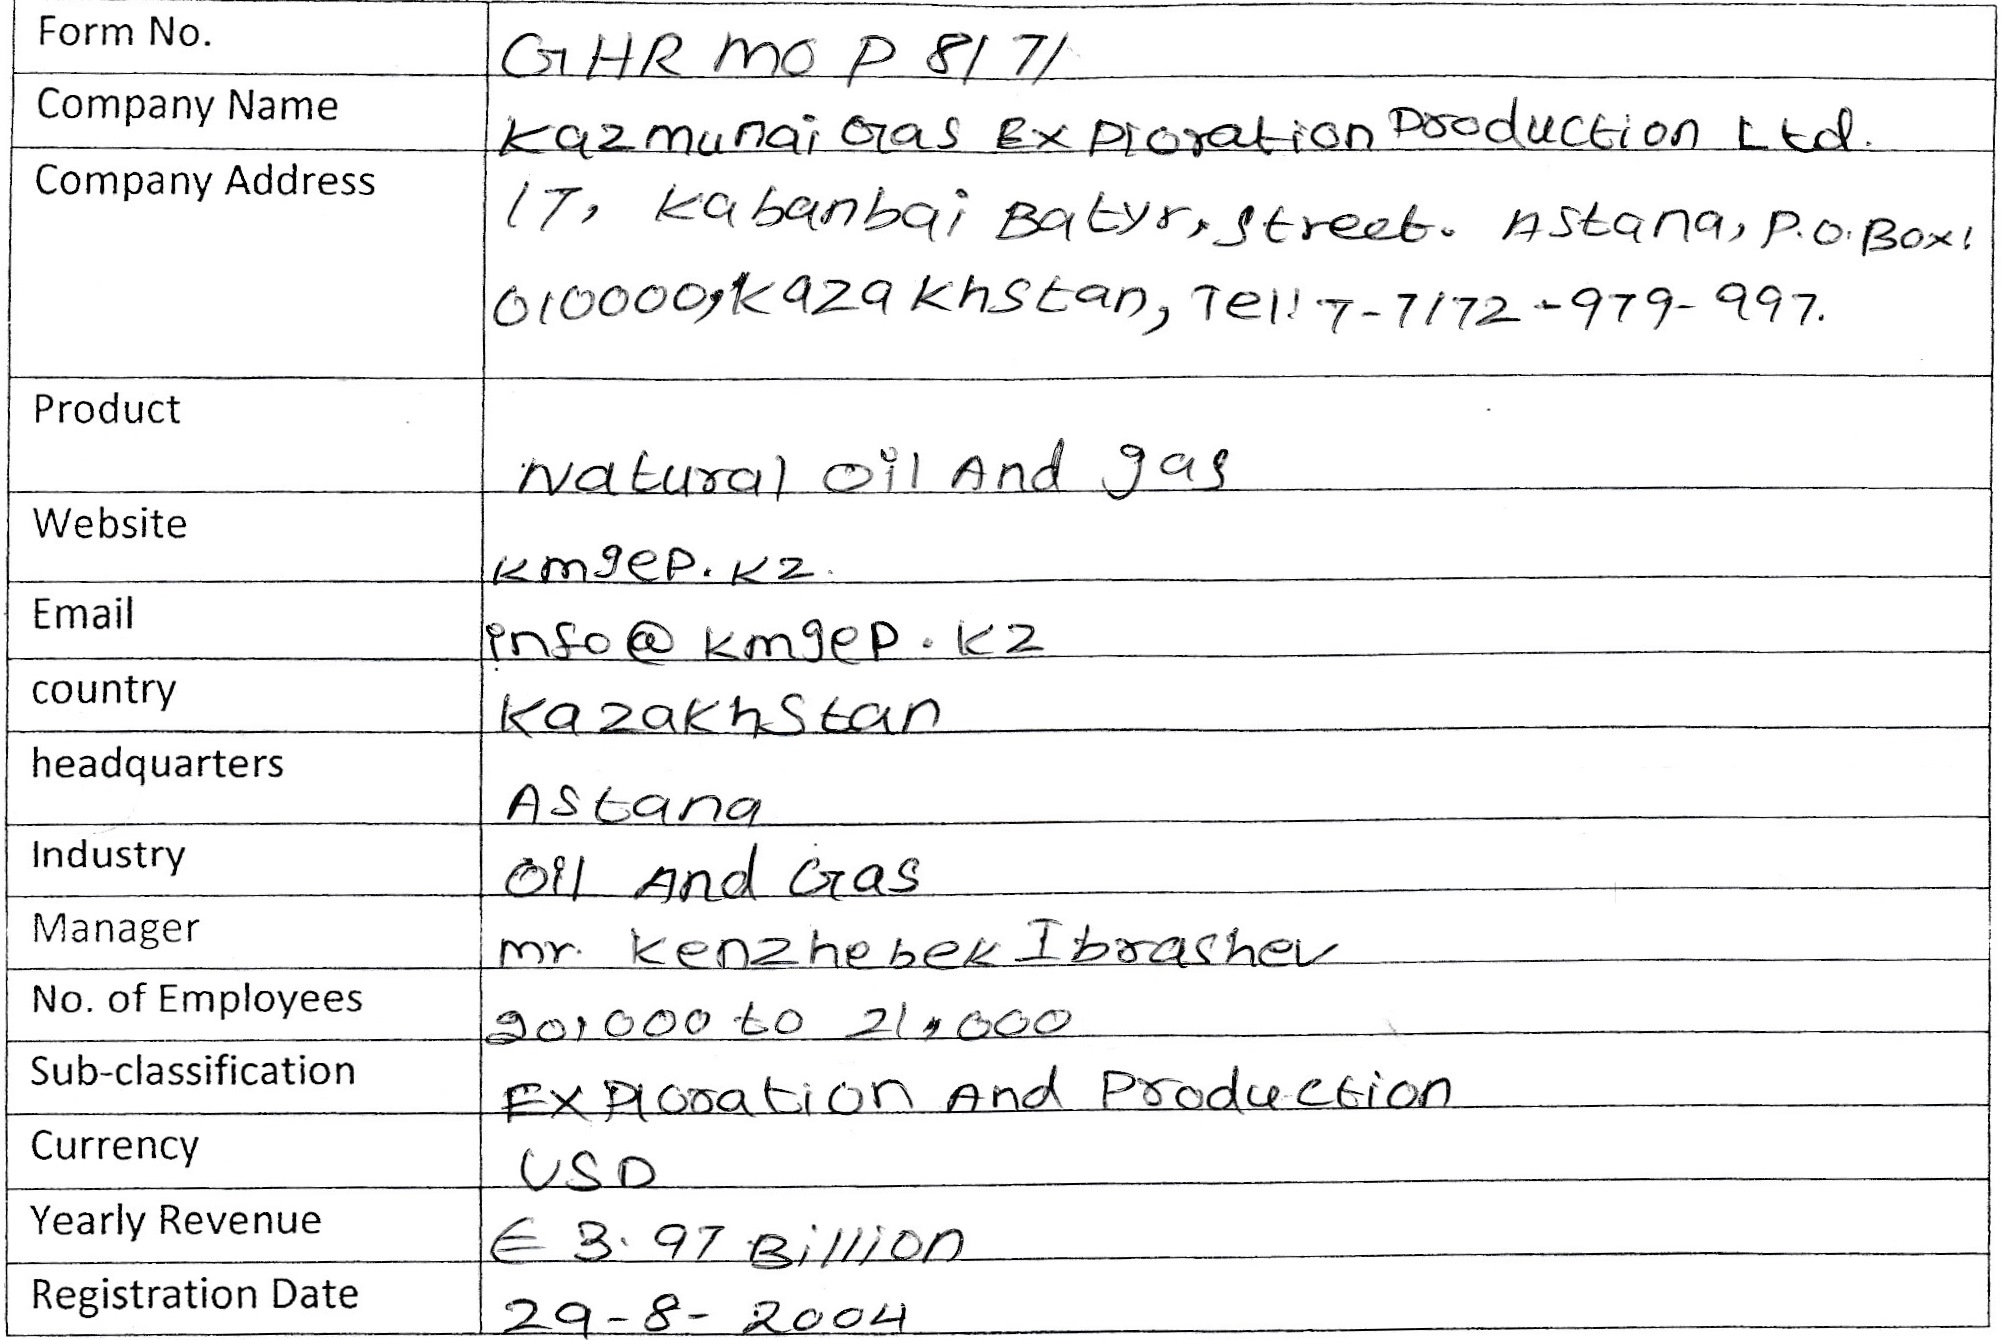 Form No. GHR MO P 8171
Company Name Kazmunai Gas Exploration Production Ltd.
Company Address 17, Kabanbai Batyr, Street. Astana, P.O. Box:
010000, Kazakhstan, Tel: 7-7172-979-997.
Product Natural Oil And gas
Website kmgep.kz.
Email info@kmgep.kz
country Kazakhstan
headquarters Astana
Industry Oil And Gas
Manager mr. Kenzhebek Ibrashev
No. of Employees 20,000 to 21,000
Sub-classification Exploration And Production
Currency USD
Yearly Revenue € 3.97 Billion
Registration Date 29-8-2004